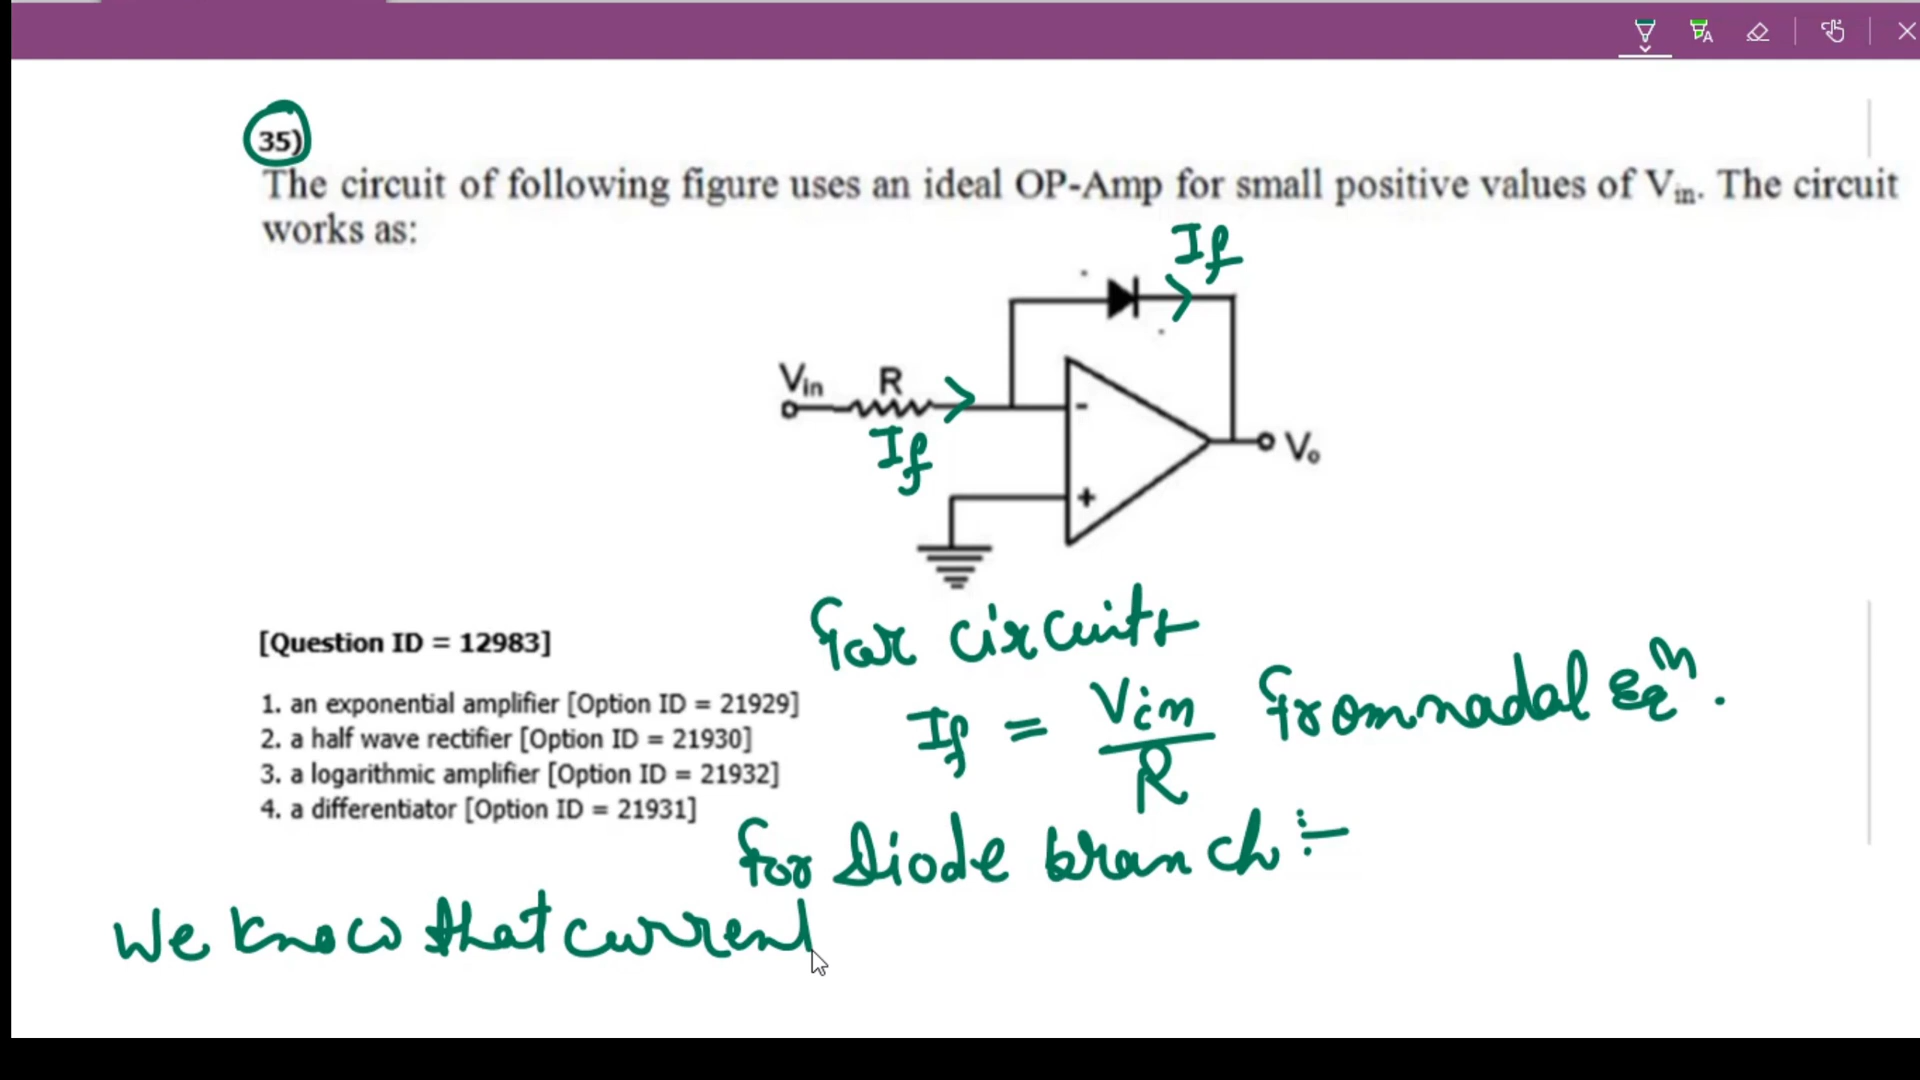 35)
The circuit of following figure uses an ideal OP-Amp for small positive values of Vin. The circuit
works as:
If
Vin R
If
-
+
Vo
[Question ID = 12983]
for circuits
1. an exponential amplifier [Option ID = 21929]
2. a half wave rectifier [Option ID = 21930]
3. a logarithmic amplifier [Option ID = 21932]
4. a differentiator [Option ID = 21931]
If = Vin/R from nodal Eqn.
for Diode branch :-
We know that current